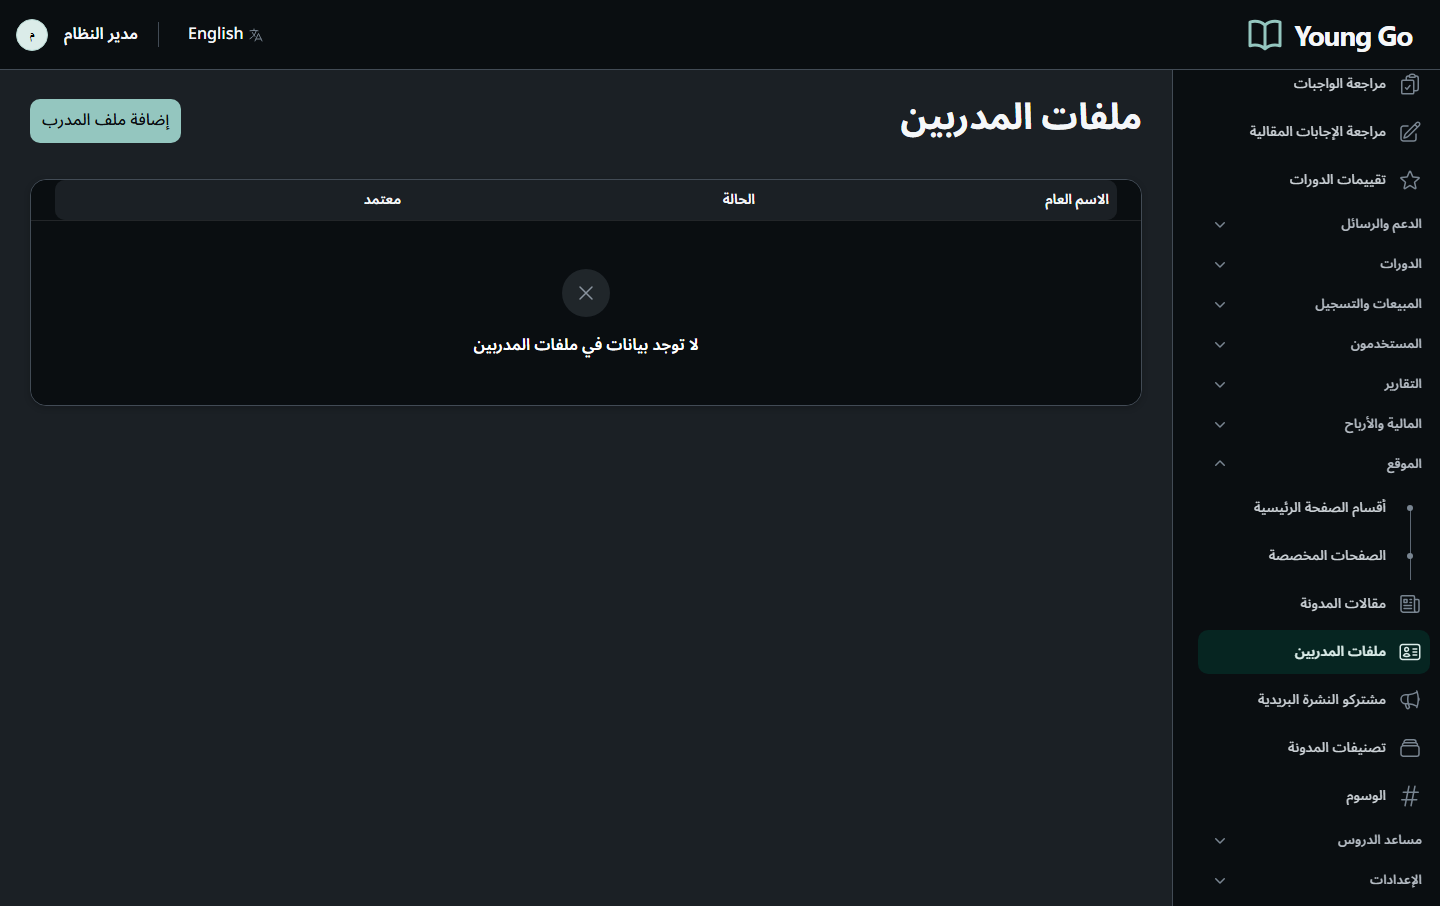 Young Go
English
مدير النظام
م
مراجعة الواجبات
مراجعة الإجابات المقالية
تقييمات الدورات
الدعم والرسائل
الدورات
المبيعات والتسجيل
المستخدمون
التقارير
المالية والأرباح
الموقع
أقسام الصفحة الرئيسية
الصفحات المخصصة
مقالات المدونة
ملفات المدربين
مشتركو النشرة البريدية
تصنيفات المدونة
الوسوم
مساعد الدروس
الإعدادات
ملفات المدربين
إضافة ملف المدرب
الاسم العام الحالة معتمد
لا توجد بيانات في ملفات المدربين